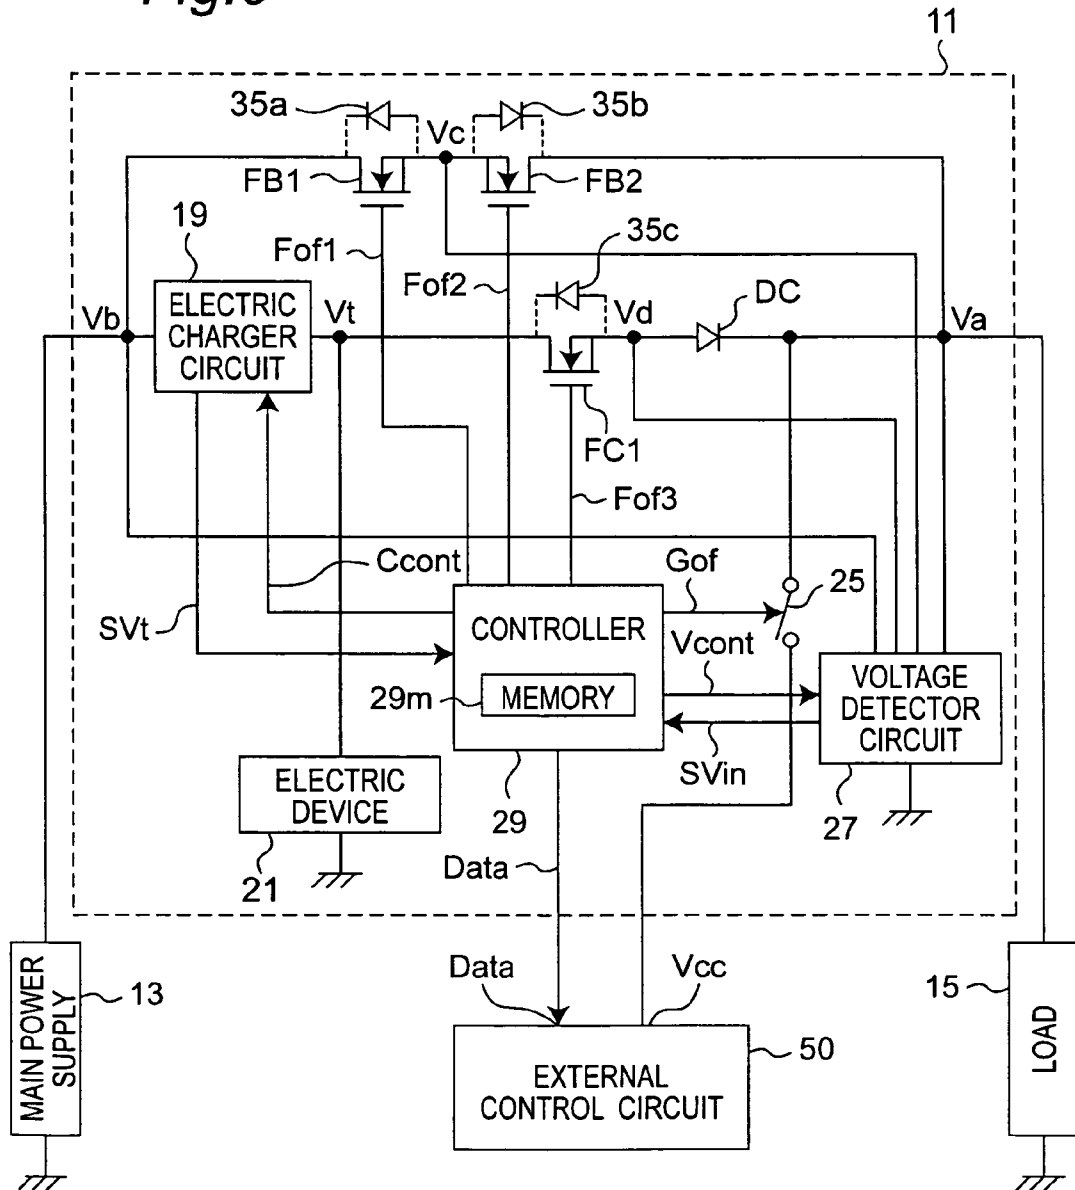 11
35a
35b
Vc
FB1
FB2
19
Fof1
35c
Fof2
ELECTRIC
CHARGER
CIRCUIT
Vb
Vt
Vd
DC
Va
FC1
Fof3
Ccont
Gof
25
SVt
CONTROLLER
Vcont
29m
MEMORY
VOLTAGE
DETECTOR
CIRCUIT
SVin
ELECTRIC
DEVICE
29
27
21
Data
Data
Vcc
MAIN POWER
SUPPLY
13
15
LOAD
50
EXTERNAL
CONTROL CIRCUIT